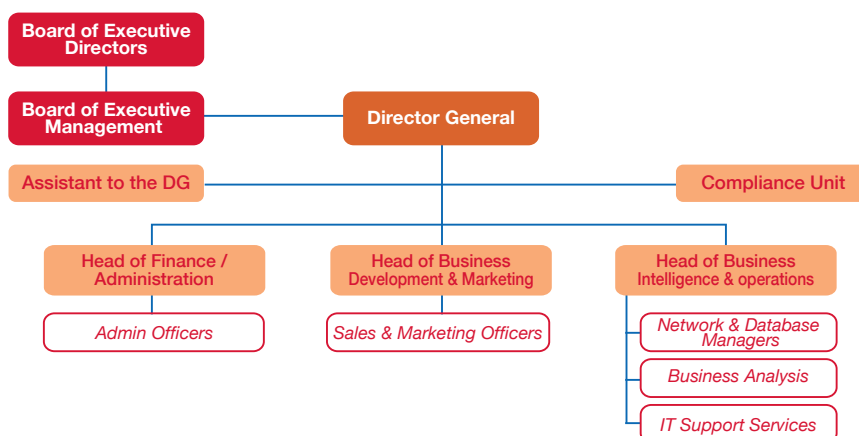 Board of Executive
Directors
Board of Executive
Management
Director General
Assistant to the DG
Compliance Unit
Head of Finance /
Administration
Head of Business
Development & Marketing
Head of Business
Intelligence & operations
Admin Officers
Sales & Marketing Officers
Network & Database
Managers
Business Analysis
IT Support Services